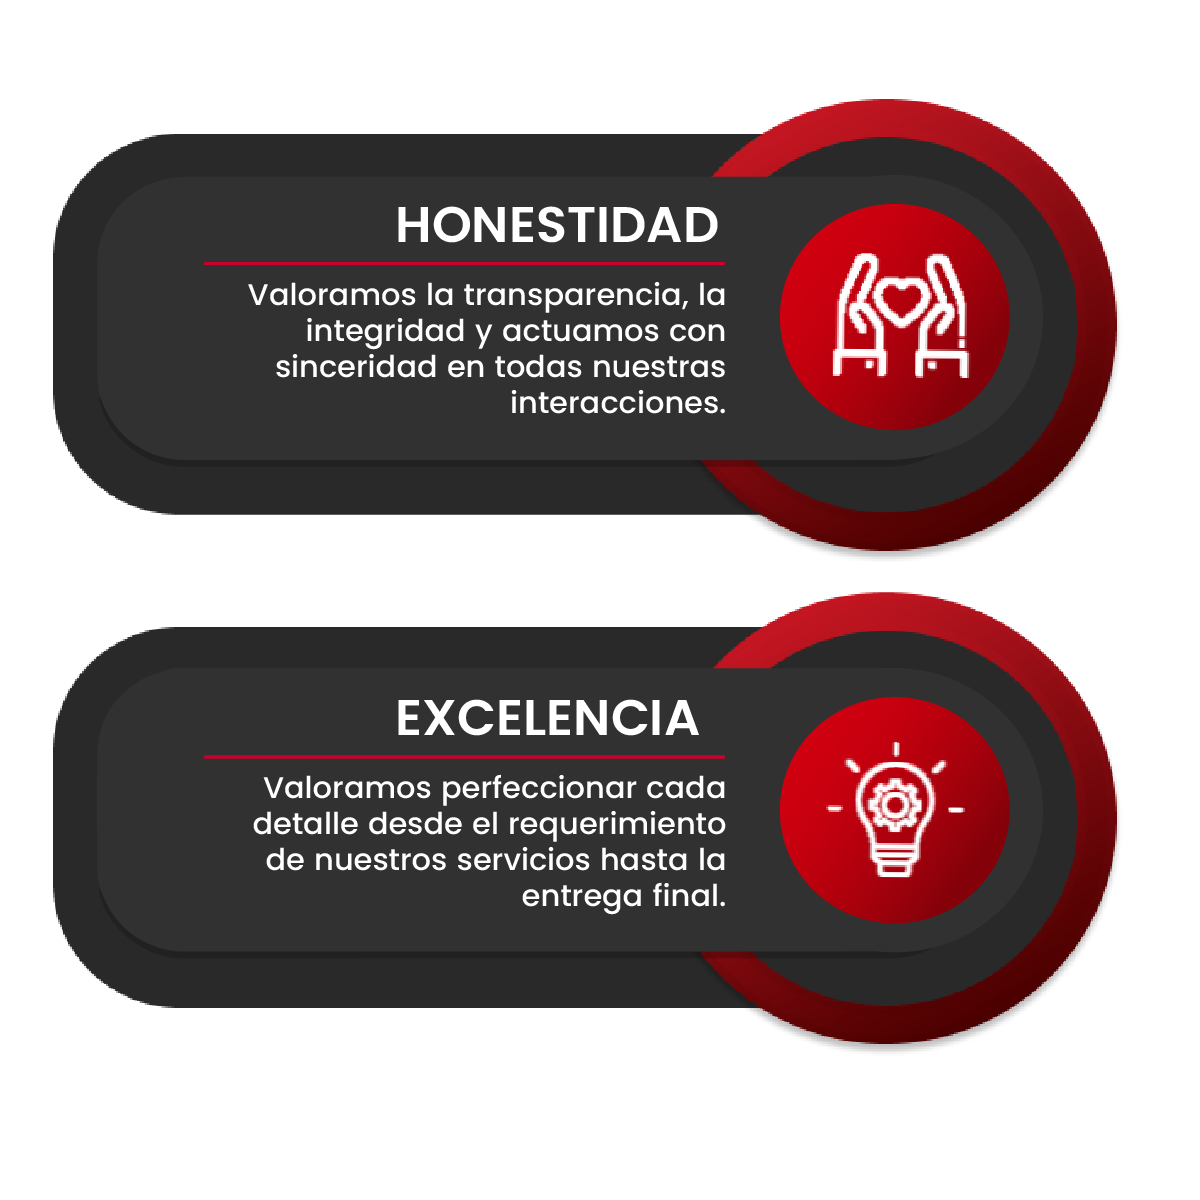 HONESTIDAD
Valoramos la transparencia, la
integridad y actuamos con
sinceridad en todas nuestras
interacciones.
EXCELENCIA
Valoramos perfeccionar cada
detalle desde el requerimiento
de nuestros servicios hasta la
entrega final.